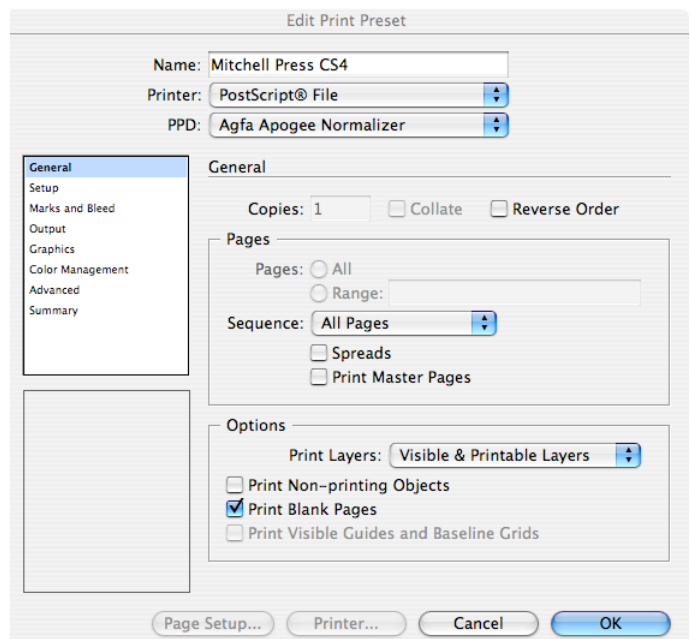 Edit Print Preset
Name: Mitchell Press CS4
Printer: PostScript® File
PPD: Agfa Apogee Normalizer
General
Setup
Marks and Bleed
Output
Graphics
Color Management
Advanced
Summary
General
Copies: 1 Collate Reverse Order
Pages
Pages: All
Range:
Sequence: All Pages
Spreads
Print Master Pages
Options
Print Layers: Visible & Printable Layers
Print Non-printing Objects
Print Blank Pages
Print Visible Guides and Baseline Grids
Page Setup... Printer... Cancel OK